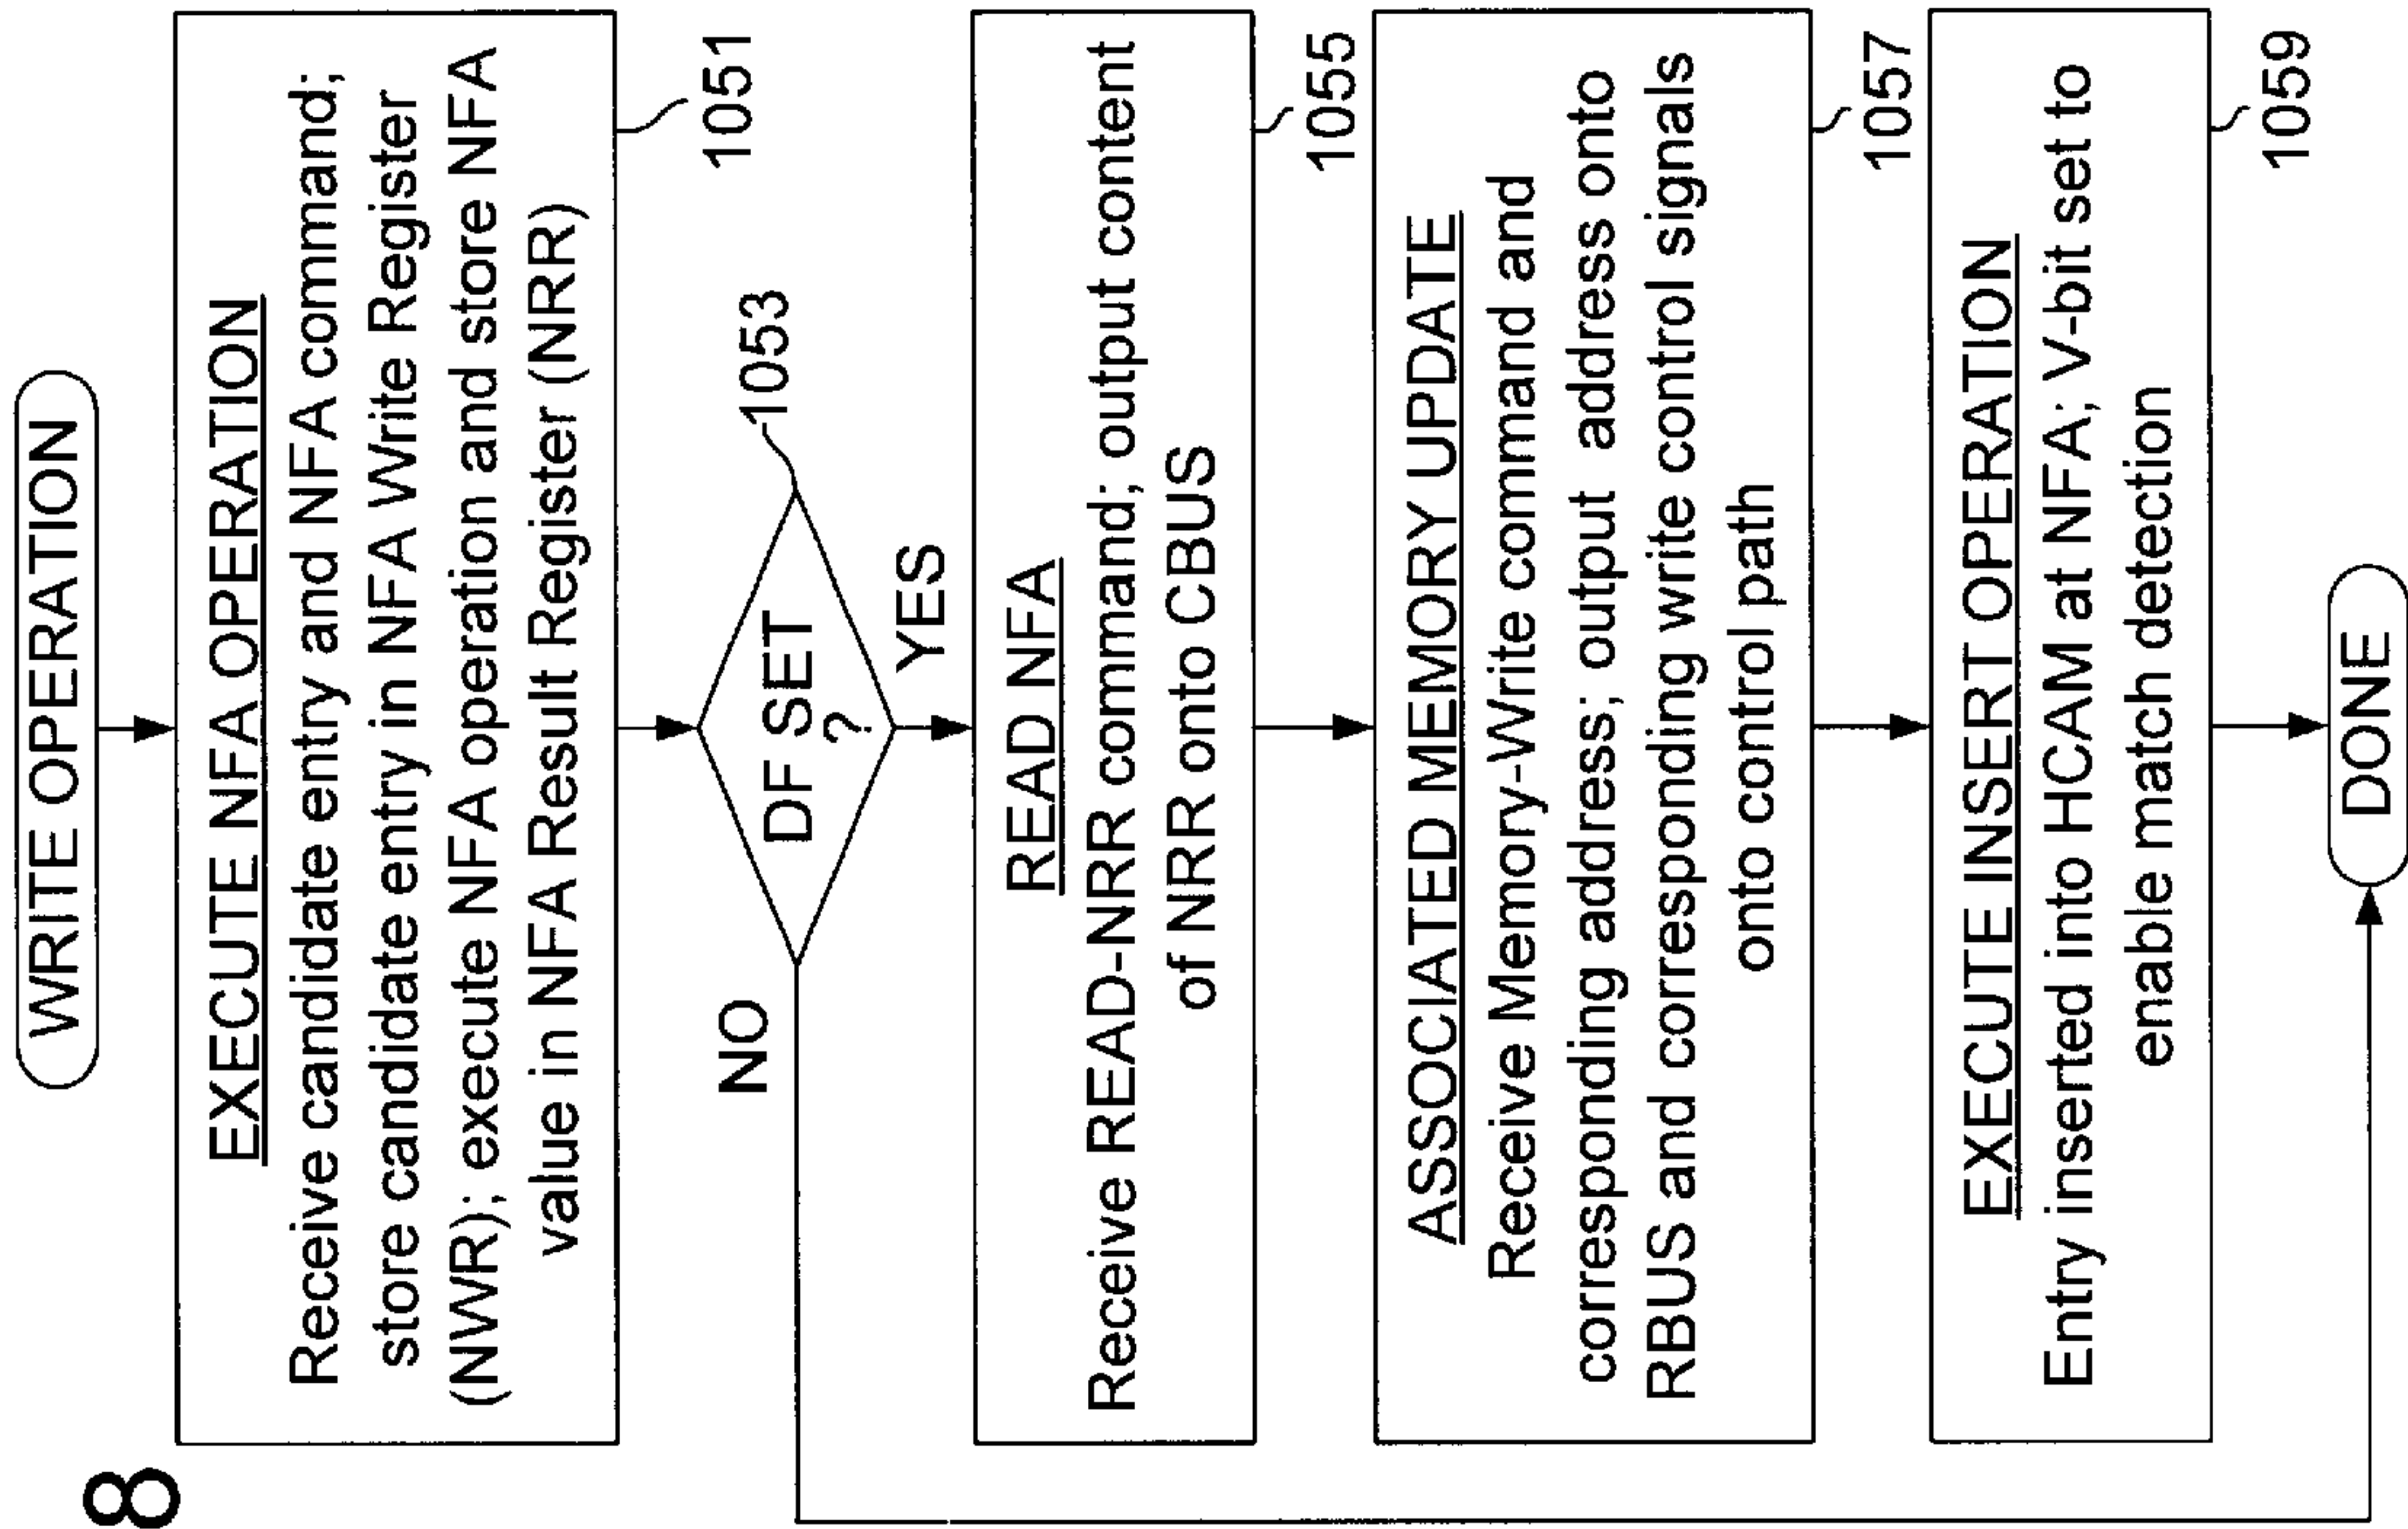 8
WRITE OPERATION
EXECUTE NFA OPERATION
Receive candidate entry and NFA command;
store candidate entry in NFA Write Register
(NWR); execute NFA operation and store NFA
value in NFA Result Register (NRR)
1051
1053
DF SET
?
NO
YES
READ NFA
Receive READ-NRR command; output content
of NRR onto CBUS
1055
ASSOCIATED MEMORY UPDATE
Receive Memory-Write command and
corresponding address; output address onto
RBUS and corresponding write control signals
onto control path
1057
EXECUTE INSERT OPERATION
Entry inserted into HCAM at NFA; V-bit set to
enable match detection
1059
DONE